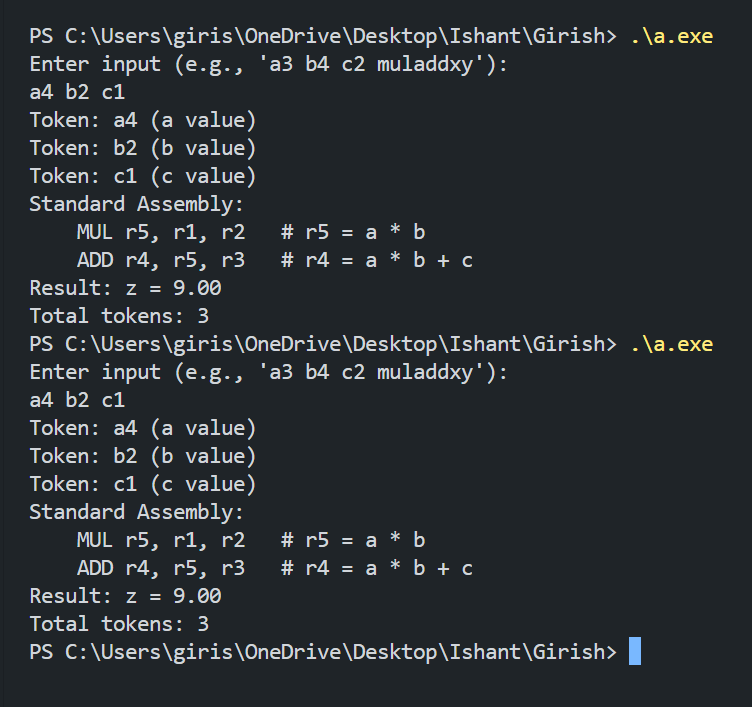 PS C:\Users\giris\OneDrive\Desktop\Ishant\Girish> .\a.exe
Enter input (e.g., 'a3 b4 c2 muladdxy'):
a4 b2 c1
Token: a4 (a value)
Token: b2 (b value)
Token: c1 (c value)
Standard Assembly:
    MUL r5, r1, r2   # r5 = a * b
    ADD r4, r5, r3   # r4 = a * b + c
Result: z = 9.00
Total tokens: 3
PS C:\Users\giris\OneDrive\Desktop\Ishant\Girish> .\a.exe
Enter input (e.g., 'a3 b4 c2 muladdxy'):
a4 b2 c1
Token: a4 (a value)
Token: b2 (b value)
Token: c1 (c value)
Standard Assembly:
    MUL r5, r1, r2   # r5 = a * b
    ADD r4, r5, r3   # r4 = a * b + c
Result: z = 9.00
Total tokens: 3
PS C:\Users\giris\OneDrive\Desktop\Ishant\Girish>